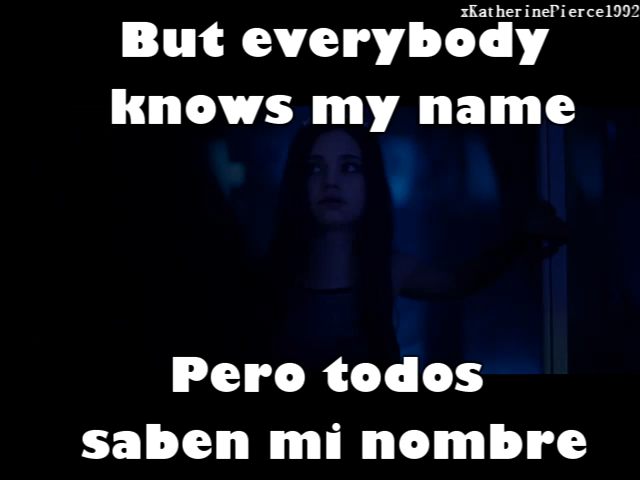 xKatherinePierce1992
But everybody
knows my name
Pero todos
saben mi nombre